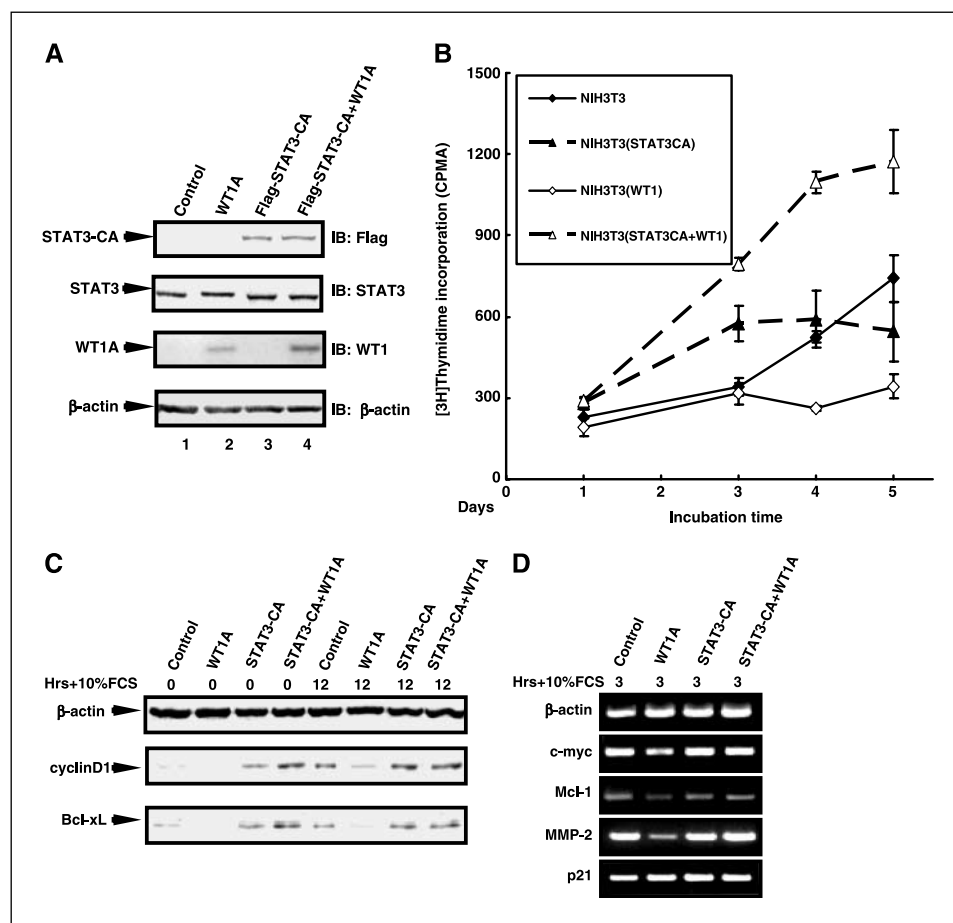 A
Control
WT1A
Flag-STAT3-CA
Flag-STAT3-CA+WT1A
STAT3-CA
IB: Flag
STAT3
IB: STAT3
WT1A
IB: WT1
β-actin
IB: β-actin
1 2 3 4
B
1500
1200
900
600
300
0
[3H]Thymidime incorporation (CPMA)
NIH3T3
NIH3T3(STAT3CA)
NIH3T3(WT1)
NIH3T3(STAT3CA+WT1)
Days
0 1 2 3 4 5
Incubation time
C
Control
WT1A
STAT3-CA
STAT3-CA+WT1A
Control
WT1A
STAT3-CA
STAT3-CA+WT1A
Hrs+10%FCS 0 0 0 0 12 12 12 12
β-actin
cyclinD1
Bcl-xL
D
Control
WT1A
STAT3-CA
STAT3-CA+WT1A
Hrs+10%FCS 3 3 3 3
β-actin
c-myc
Mcl-1
MMP-2
p21